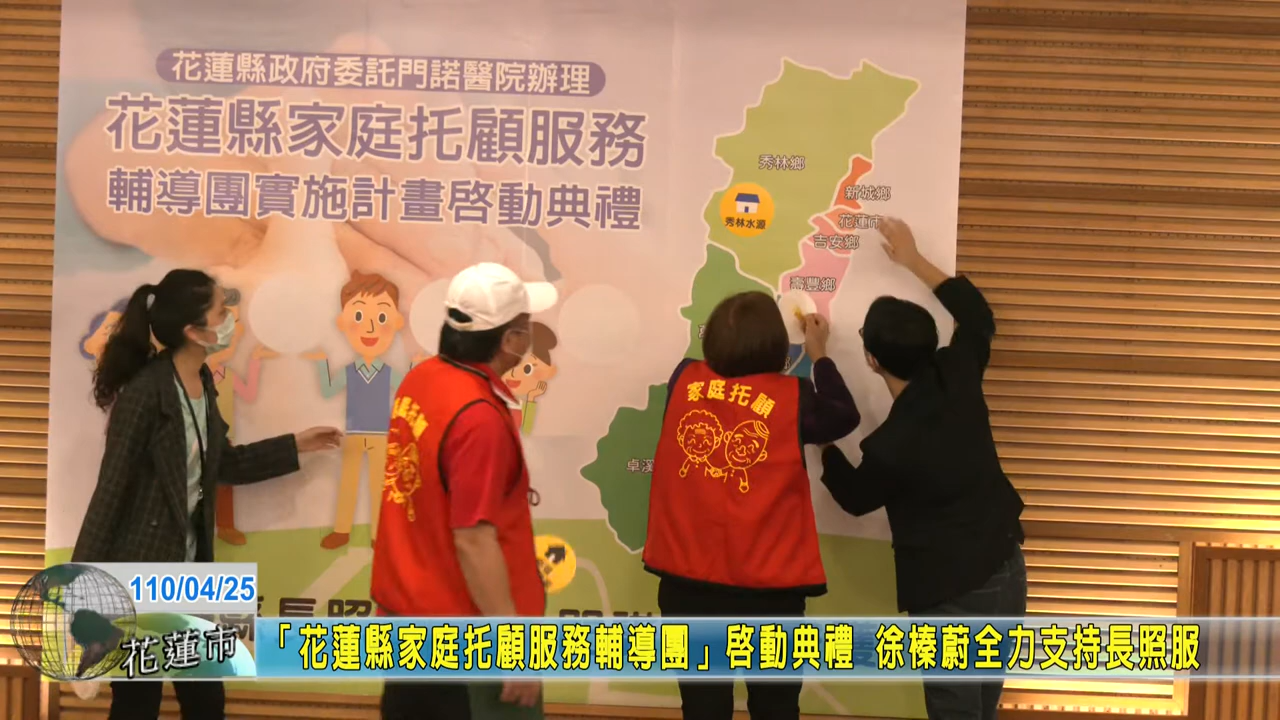 花蓮縣政府委託門諾醫院辦理
花蓮縣家庭托顧服務
輔導團實施計畫啓動典禮
秀林鄉
新城鄉
秀林水源
花蓮市
吉安鄉
壽豐鄉
家庭托顧
卓溪
110/04/25
長照
花蓮市
「花蓮縣家庭托顧服務輔導團」啓動典禮 徐榛蔚全力支持長照服